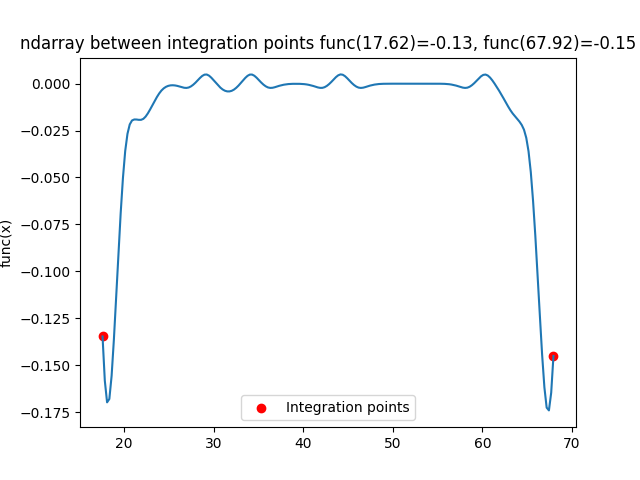 ndarray between integration points func(17.62)=-0.13, func(67.92)=-0.15
0.000
−0.025
−0.050
−0.075
−0.100
−0.125
−0.150
−0.175
func(x)
Integration points
20 30 40 50 60 70